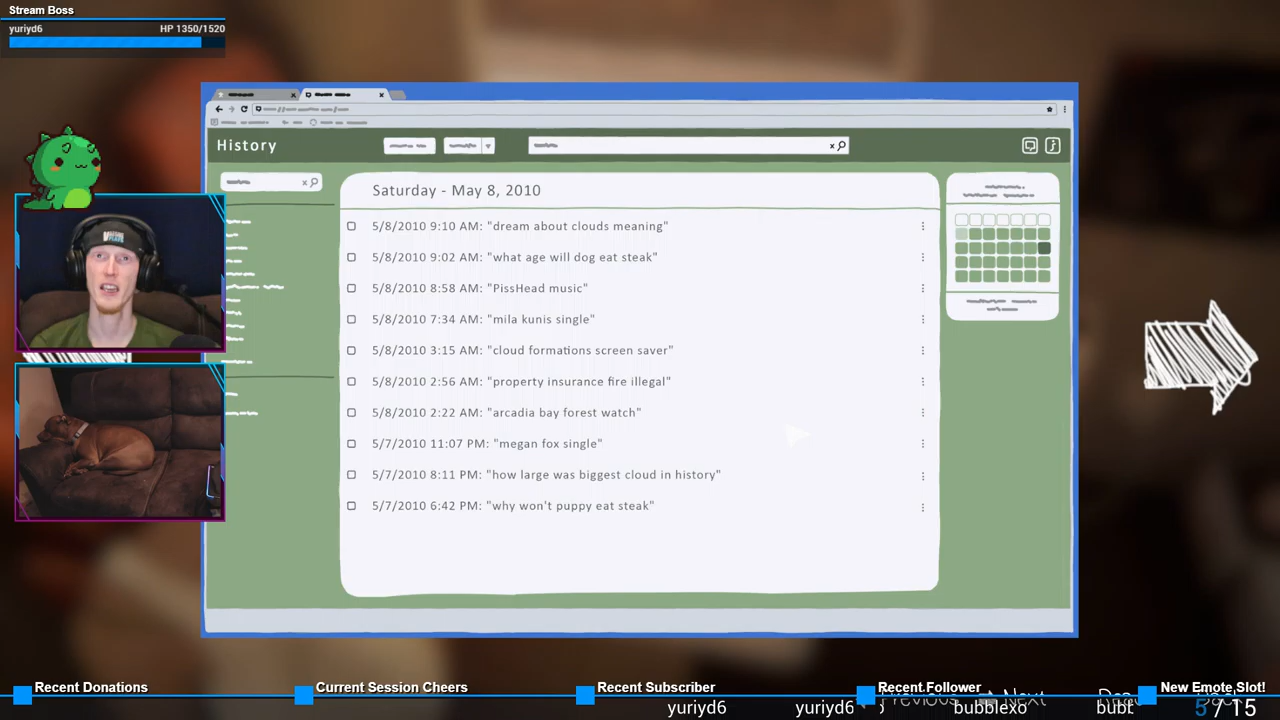 Stream Boss
yuriyd6 HP 1350/1520
History
Saturday - May 8, 2010
5/8/2010 9:10 AM: "dream about clouds meaning"
5/8/2010 9:02 AM: "what age will dog eat steak"
5/8/2010 8:58 AM: "PissHead music"
5/8/2010 7:34 AM: "mila kunis single"
5/8/2010 3:15 AM: "cloud formations screen saver"
5/8/2010 2:56 AM: "property insurance fire illegal"
5/8/2010 2:22 AM: "arcadia bay forest watch"
5/7/2010 11:07 PM: "megan fox single"
5/7/2010 8:11 PM: "how large was biggest cloud in history"
5/7/2010 6:42 PM: "why won't puppy eat steak"
Recent Donations
Current Session Cheers
Recent Subscriber
Recent Follower
New Emote Slot!
Previous Next
yuriyd6 yuriyd6 bubblexo bubb 5 / 15